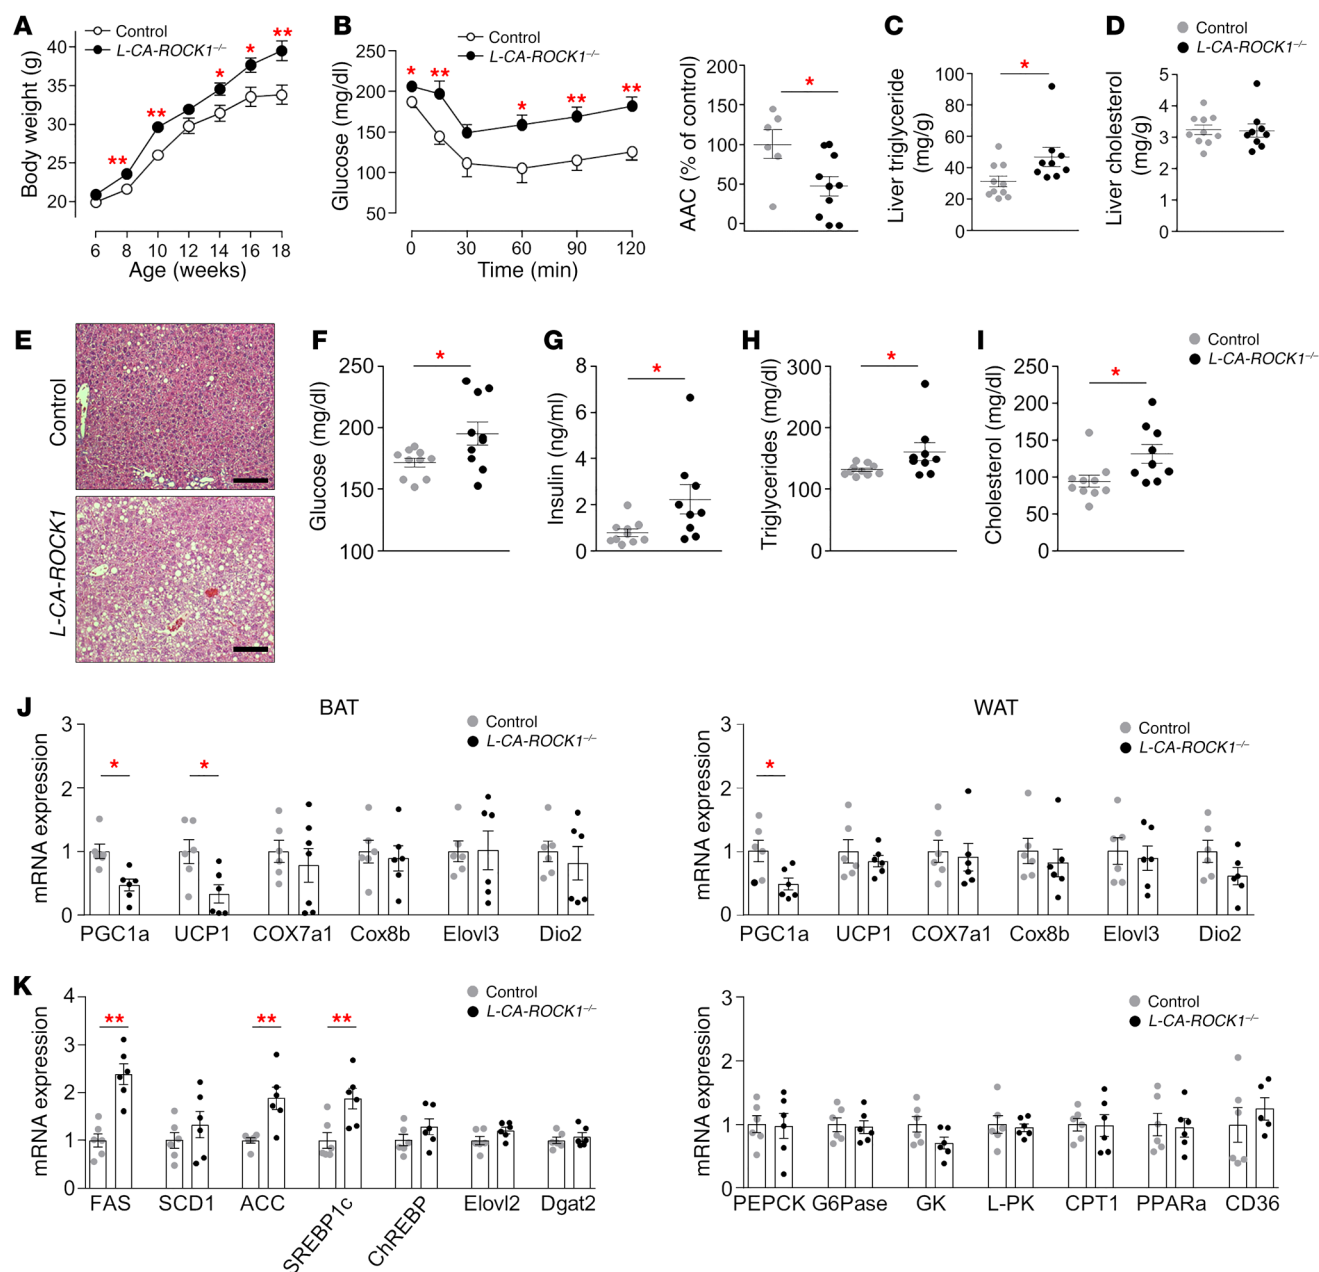 A
Control
L-CA-ROCK1–/–
Body weight (g)
40
35
30
25
20
6 8 10 12 14 16 18
Age (weeks)
** ** * * **
B
Control
L-CA-ROCK1–/–
Glucose (mg/dl)
250
200
150
100
50
0 15 30 60 90 120
Time (min)
* ** * ** **
AAC (% of control)
200
150
100
50
0
*
C
Liver triglyceride
(mg/g)
100
80
60
40
20
0
*
D
Control
L-CA-ROCK1–/–
Liver cholesterol
(mg/g)
5
4
3
2
1
0
E
Control
L-CA-ROCK1
F
Glucose (mg/dl)
250
200
150
100
*
G
Insulin (ng/ml)
8
6
4
2
0
*
H
Triglycerides (mg/dl)
300
200
100
0
*
I
Control
L-CA-ROCK1–/–
Cholesterol (mg/dl)
250
200
150
100
50
0
*
J
BAT
Control
L-CA-ROCK1–/–
mRNA expression
3
2
1
0
* *
PGC1a UCP1 COX7a1 Cox8b Elovl3 Dio2
WAT
Control
L-CA-ROCK1–/–
mRNA expression
3
2
1
0
*
PGC1a UCP1 COX7a1 Cox8b Elovl3 Dio2
K
Control
L-CA-ROCK1–/–
mRNA expression
4
3
2
1
0
** ** **
FAS SCD1 ACC SREBP1c ChREBP Elovl2 Dgat2
Control
L-CA-ROCK1–/–
mRNA expression
3
2
1
0
PEPCK G6Pase GK L-PK CPT1 PPARa CD36